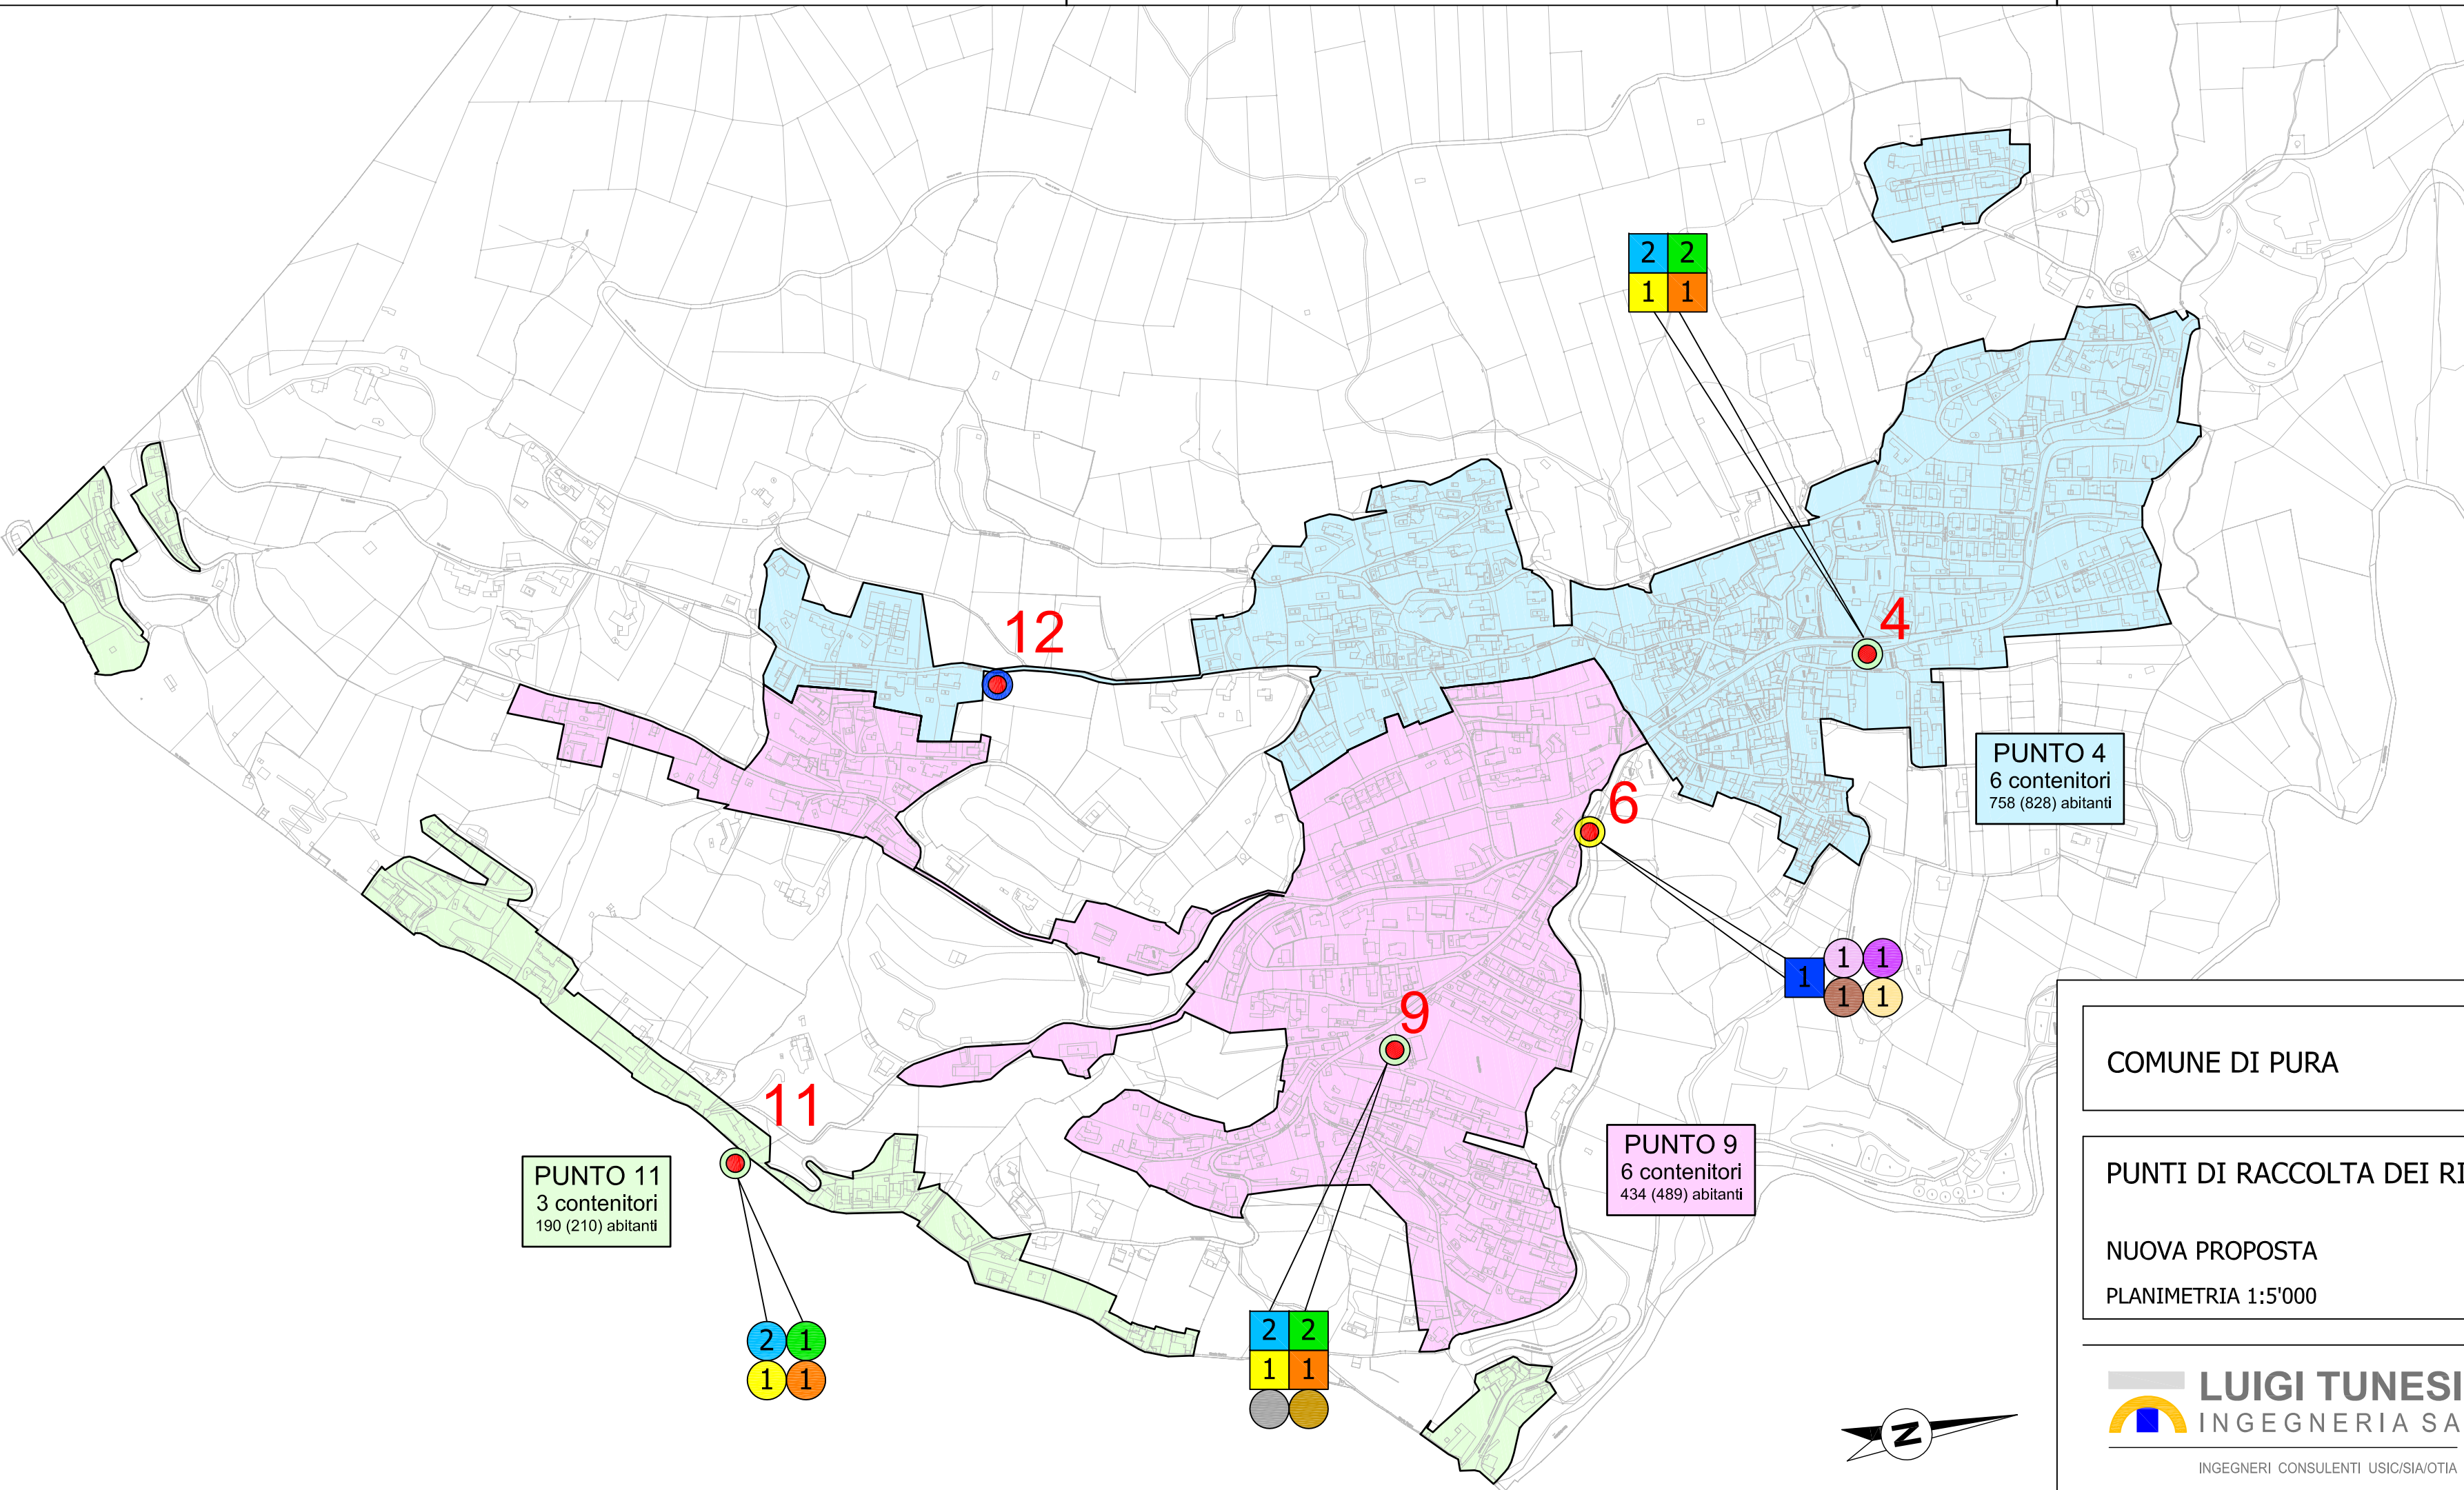 2 2
1 1
12
4
PUNTO 4
6 contenitori
758 (828) abitanti
6
1 1 1
1 1
9
11
PUNTO 11
3 contenitori
190 (210) abitanti
PUNTO 9
6 contenitori
434 (489) abitanti
2 1
1 1
2 2
1 1
N
COMUNE DI PURA
PUNTI DI RACCOLTA DEI RI
NUOVA PROPOSTA
PLANIMETRIA 1:5'000
LUIGI TUNESI
INGEGNERIA SA
INGEGNERI CONSULENTI USIC/SIA/OTIA